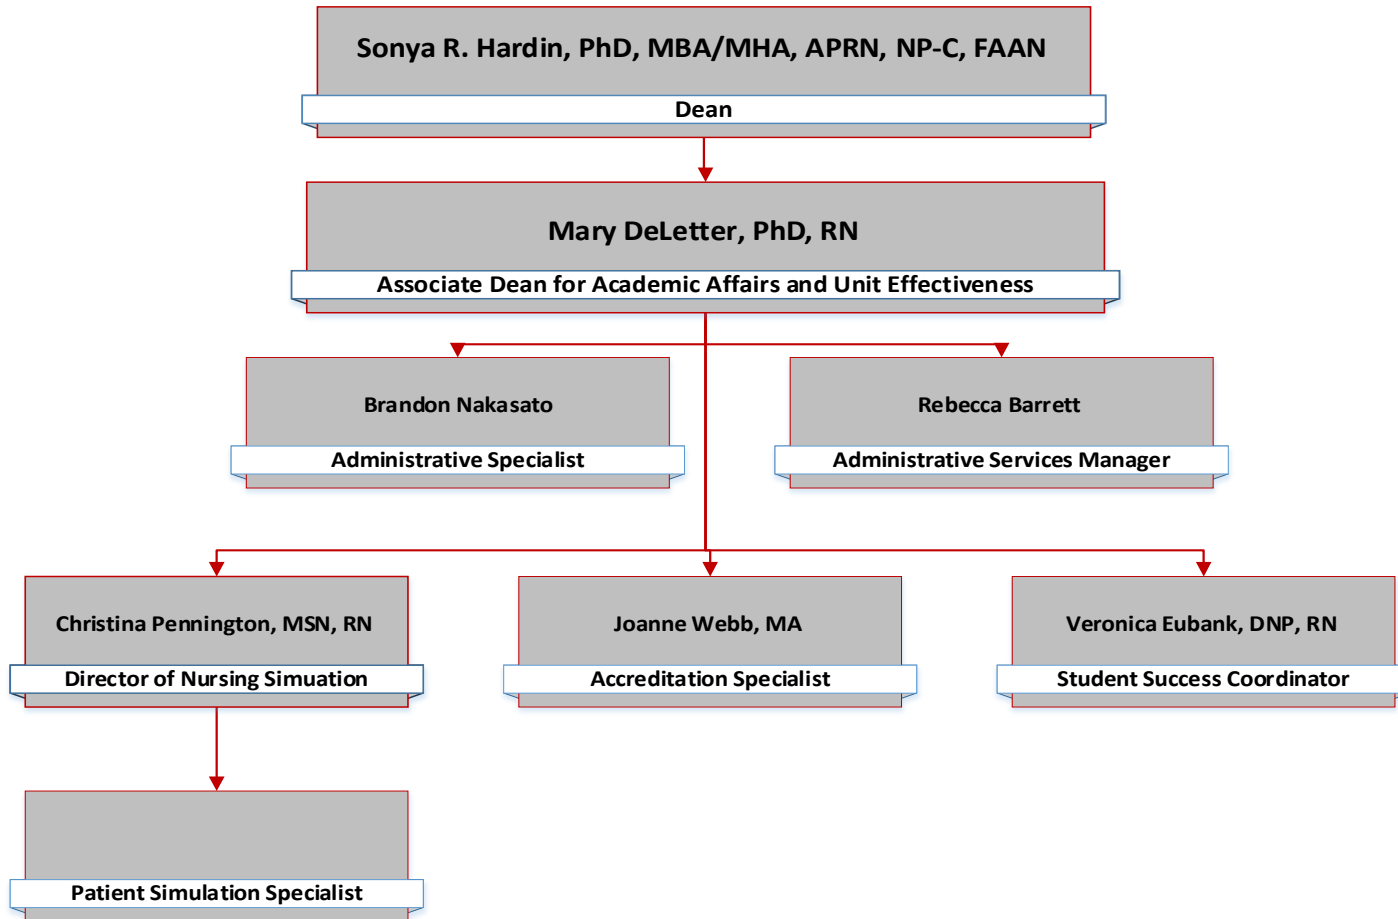 Sonya R. Hardin, PhD, MBA/MHA, APRN, NP-C, FAAN
Dean
Mary DeLetter, PhD, RN
Associate Dean for Academic Affairs and Unit Effectiveness
Brandon Nakasato
Administrative Specialist
Rebecca Barrett
Administrative Services Manager
Christina Pennington, MSN, RN
Director of Nursing Simuation
Joanne Webb, MA
Accreditation Specialist
Veronica Eubank, DNP, RN
Student Success Coordinator
Patient Simulation Specialist